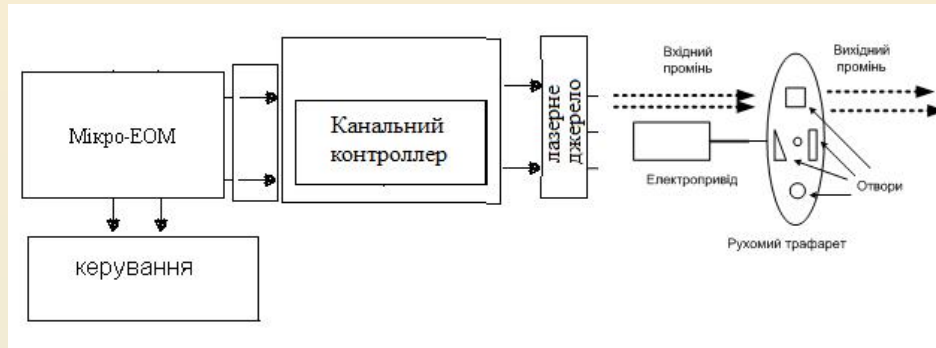 Мікро-ЕОМ
Канальний
контроллер
лазерне
джерело
керування
Вхідний
промінь
Вихідний
промінь
Електропривід
Отвори
Рухомий трафарет